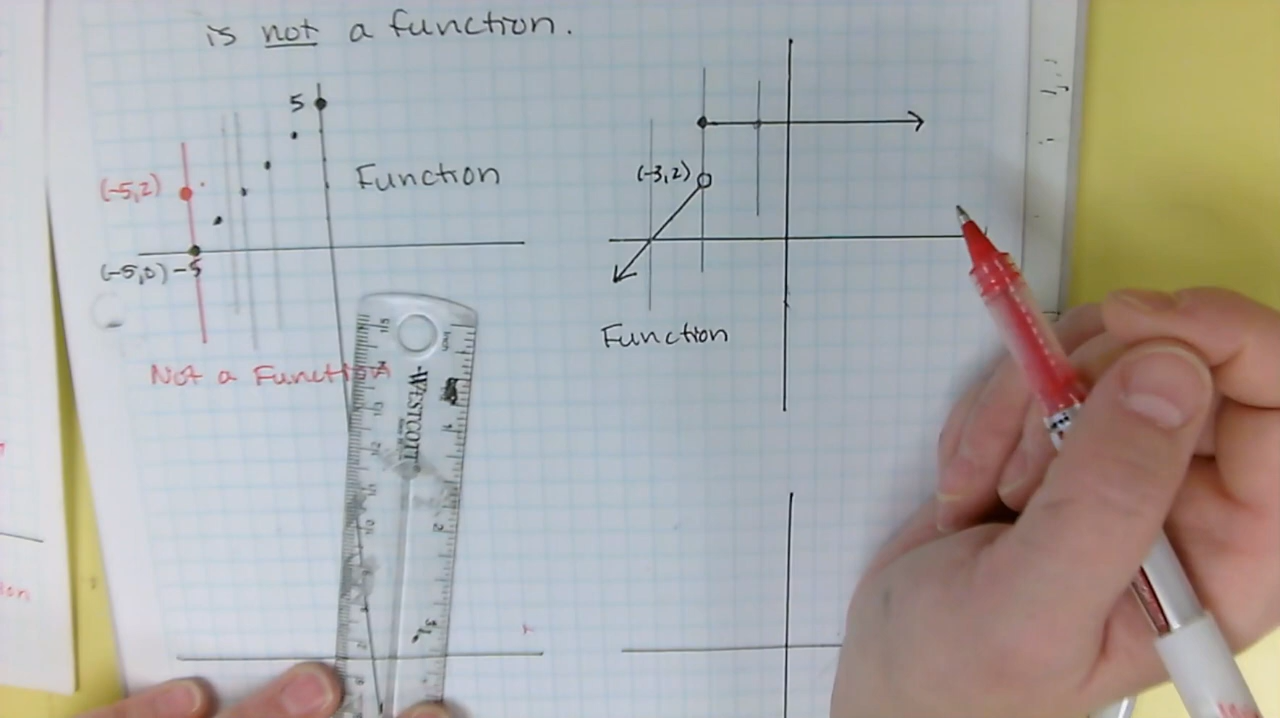 is not a function.
5
(-5,2)
Function
(-5,0) -5
Not a Function
(-3,2)
Function
WESTCOTT